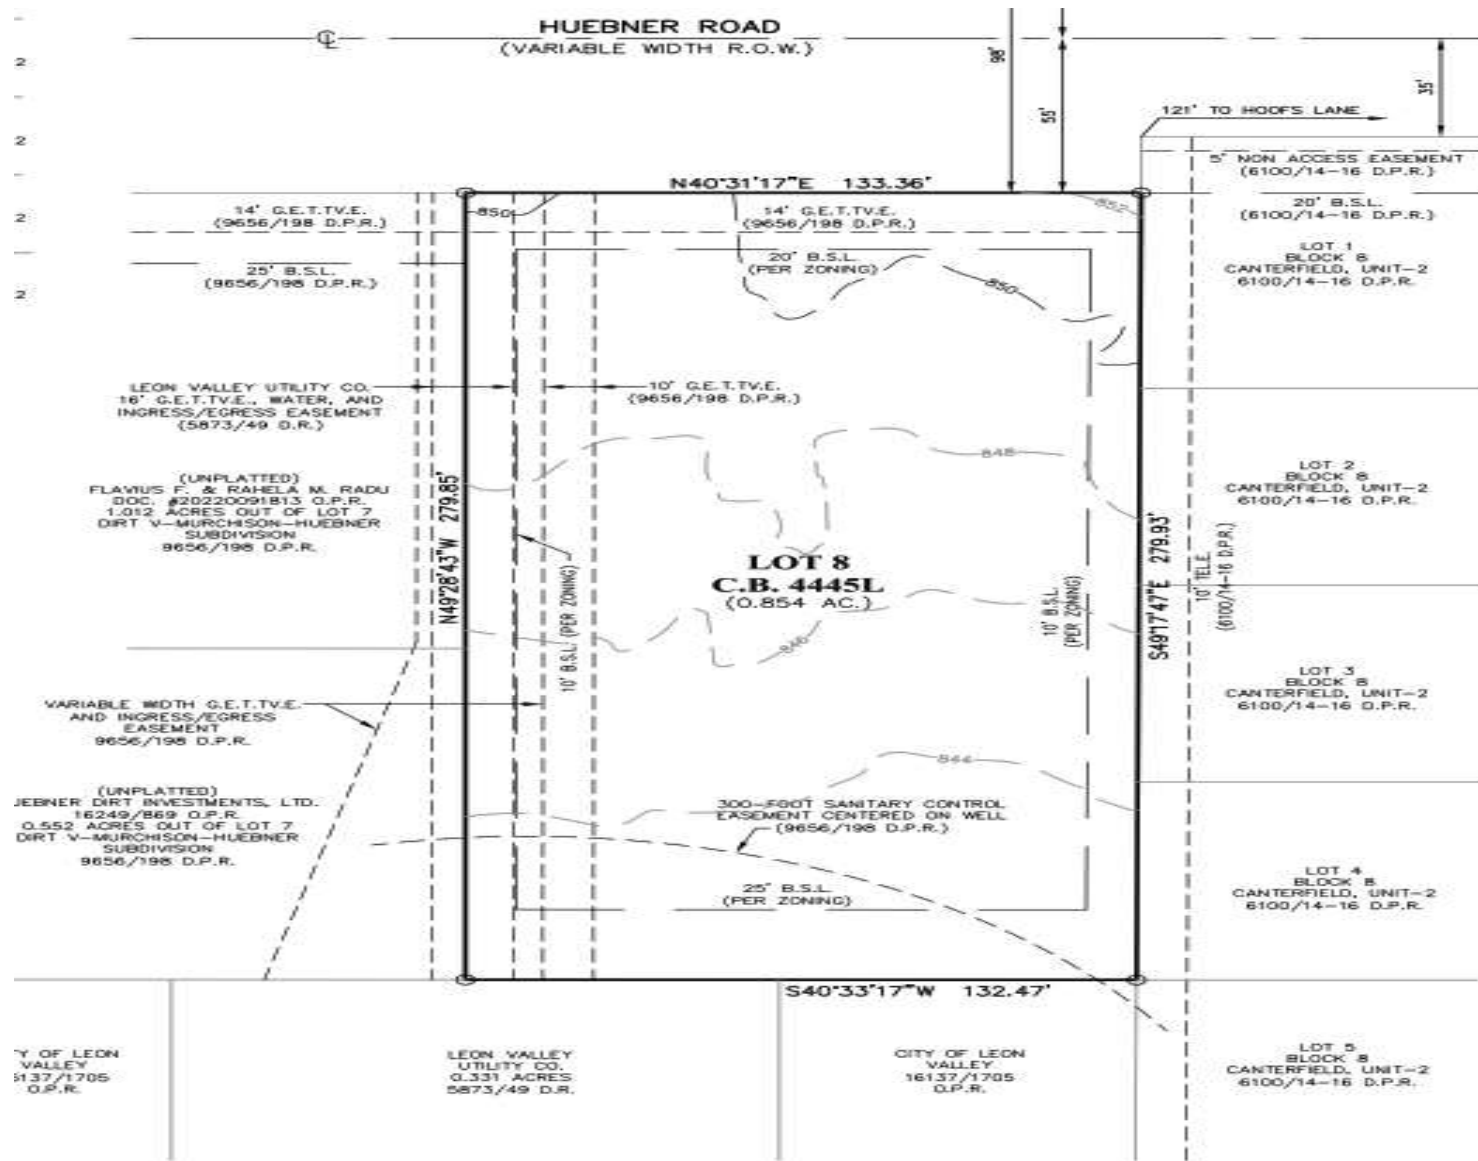 HUEBNER ROAD
(VARIABLE WIDTH R.O.W.)
98'
55'
35'
121' TO HOOFS LANE
5' NON ACCESS EASEMENT
(6100/14-16 D.P.R.)
20' B.S.L.
(6100/14-16 D.P.R.)
LOT 1
BLOCK 8
CANTERFIELD, UNIT-2
6100/14-16 D.P.R.
N40°31'17"E 133.36'
14' G.E.T.TV.E.
(9656/198 D.P.R.)
850
14' G.E.T.TV.E.
(9656/198 D.P.R.)
852
25' B.S.L.
(9656/198 D.P.R.)
20' B.S.L.
(PER ZONING)
850
LEON VALLEY UTILITY CO.
16' G.E.T.TV.E., WATER, AND
INGRESS/EGRESS EASEMENT
(5873/49 D.R.)
10' G.E.T.TV.E.
(9656/198 D.P.R.)
848
(UNPLATTED)
FLAVIUS F. & RAHELA M. RADU
DOC. #20220091813 O.P.R.
1.012 ACRES OUT OF LOT 7
DIRT V-MURCHISON-HUEBNER
SUBDIVISION
9656/198 D.P.R.
N49°28'43"W 279.85'
10' B.S.L. (PER ZONING)
LOT 8
C.B. 4445L
(0.854 AC.)
846
10' B.S.L.
(PER ZONING)
S49°17'47"E 279.93'
10' TEL.E.
(6100/14-16 D.P.R.)
LOT 2
BLOCK 8
CANTERFIELD, UNIT-2
6100/14-16 D.P.R.
LOT 3
BLOCK 8
CANTERFIELD, UNIT-2
6100/14-16 D.P.R.
VARIABLE WIDTH G.E.T.TV.E.
AND INGRESS/EGRESS
EASEMENT
9656/198 D.P.R.
844
(UNPLATTED)
UEBNER DIRT INVESTMENTS, LTD.
16249/869 O.P.R.
0.552 ACRES OUT OF LOT 7
DIRT V-MURCHISON-HUEBNER
SUBDIVISION
9656/198 D.P.R.
300-FOOT SANITARY CONTROL
EASEMENT CENTERED ON WELL
(9656/198 D.P.R.)
25' B.S.L.
(PER ZONING)
LOT 4
BLOCK 8
CANTERFIELD, UNIT-2
6100/14-16 D.P.R.
S40°33'17"W 132.47'
Y OF LEON
VALLEY
6137/1705
O.P.R.
LEON VALLEY
UTILITY CO.
0.331 ACRES
5873/49 D.R.
CITY OF LEON
VALLEY
16137/1705
O.P.R.
LOT 5
BLOCK 8
CANTERFIELD, UNIT-2
6100/14-16 D.P.R.